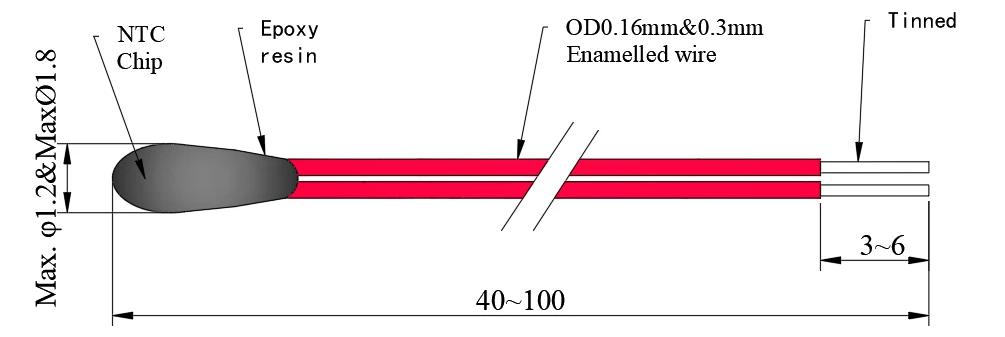 NTC
Chip
Epoxy
resin
OD0.16mm&0.3mm
Enamelled wire
Tinned
Max. φ1.2&MaxØ1.8
3~6
40~100